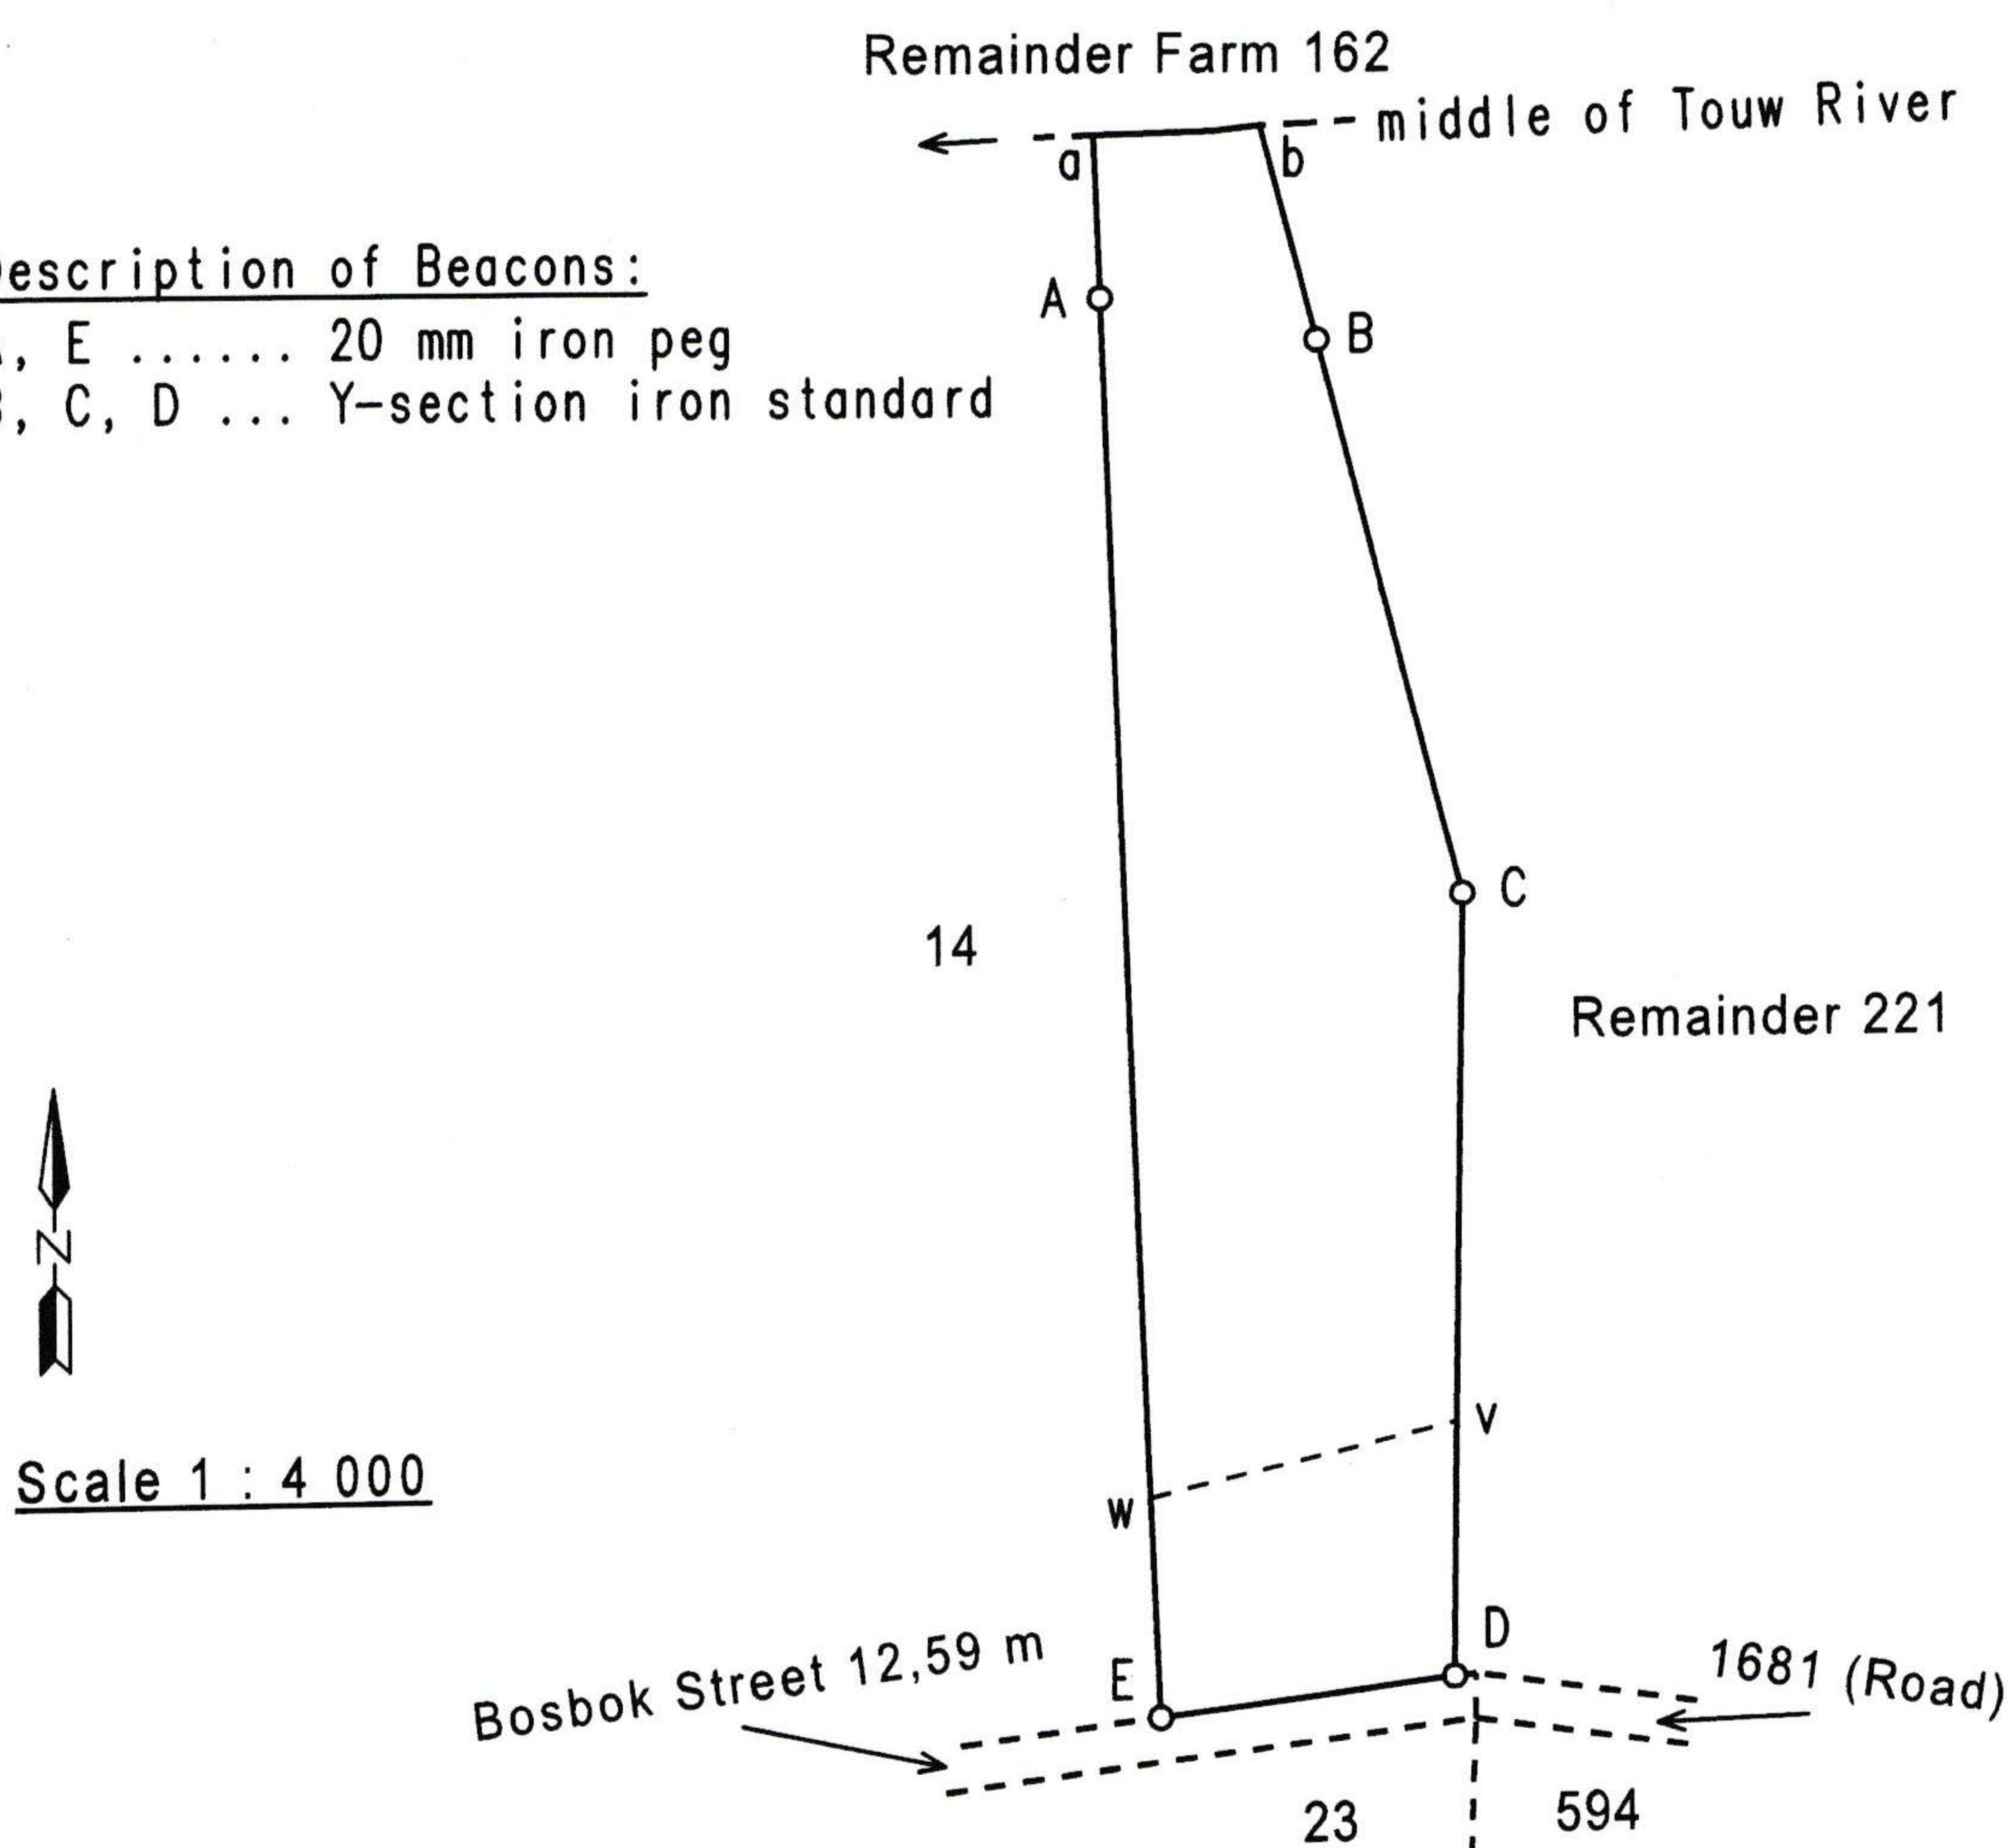 Remainder Farm 162
middle of Touw River
a
b
escription of Beacons:
A
B
, E ...... 20 mm iron peg
, C, D ... Y-section iron standard
C
14
Remainder 221
N
V
Scale 1 : 4 000
W
D
Bosbok Street 12,59 m
E
1681 (Road)
23
594